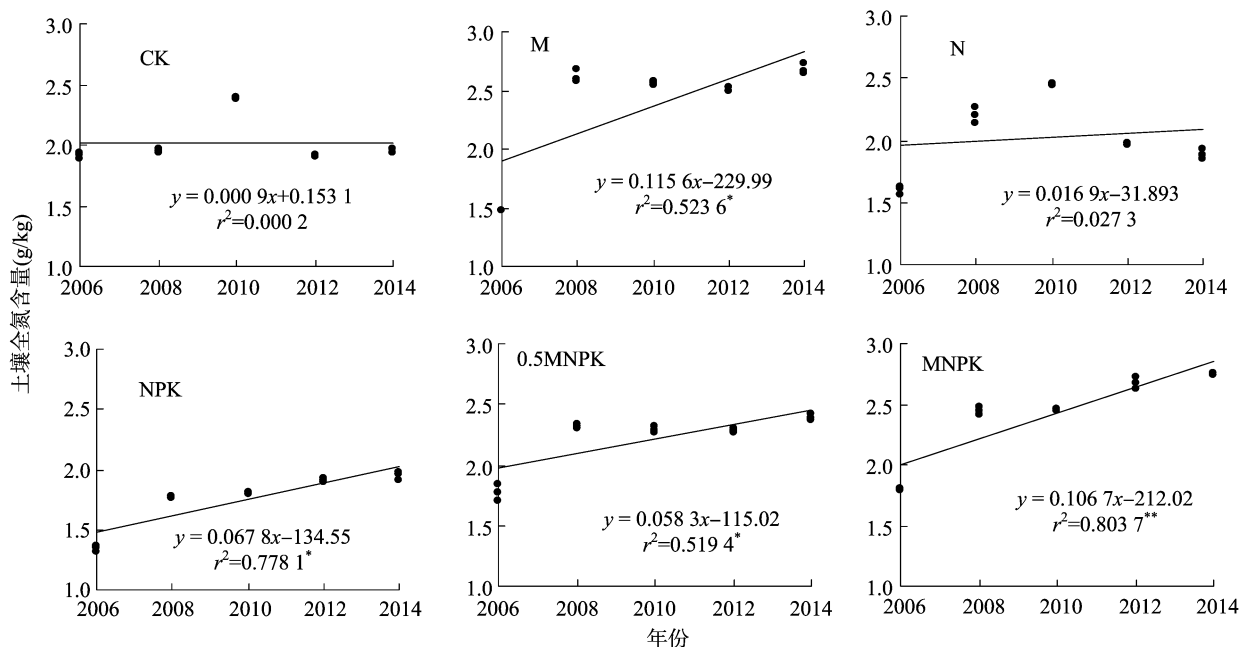 土壤全氮含量(g/kg)
3.0
2.5
2.0
1.5
1.0
CK
y = 0.000 9x+0.153 1
r²=0.000 2
2006 2008 2010 2012 2014
3.0
2.5
2.0
1.5
1.0
M
y = 0.115 6x−229.99
r²=0.523 6*
2006 2008 2010 2012 2014
3.0
2.5
2.0
1.5
1.0
N
y = 0.016 9x−31.893
r²=0.027 3
2006 2008 2010 2012 2014
3.0
2.5
2.0
1.5
1.0
NPK
y = 0.067 8x−134.55
r²=0.778 1*
2006 2008 2010 2012 2014
3.0
2.5
2.0
1.5
1.0
0.5MNPK
y = 0.058 3x−115.02
r²=0.519 4*
2006 2008 2010 2012 2014
3.0
2.5
2.0
1.5
1.0
MNPK
y = 0.106 7x−212.02
r²=0.803 7**
2006 2008 2010 2012 2014
年份